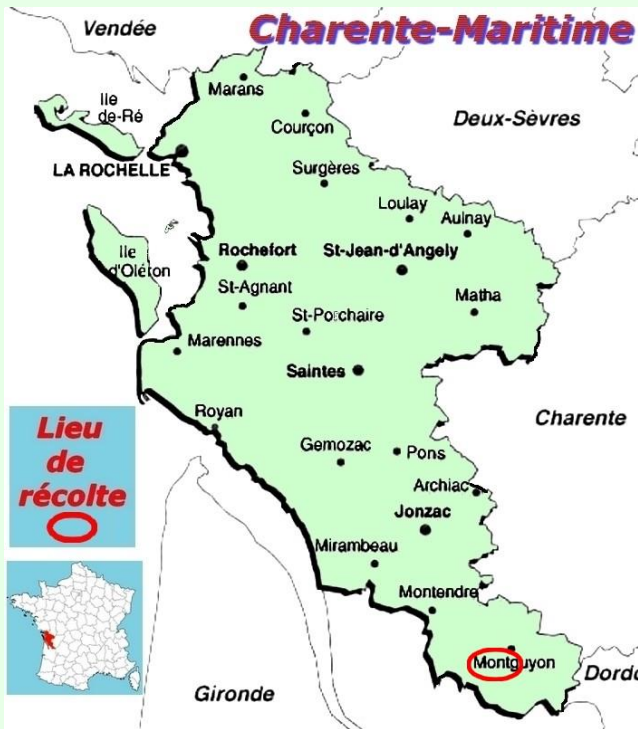 Vendée
Charente-Maritime
Ile
de-Ré
Marans
Courçon
Deux-Sèvres
LA ROCHELLE
Surgères
Loulay
Aulnay
Ile
d'Oléron
Rochefort
St-Jean-d'Angely
St-Agnant
Matha
St-Porchaire
Marennes
Saintes
Royan
Charente
Lieu
de
récolte
Gemozac
Pons
Archiac
Jonzac
Mirambeau
Montendre
Montguyon
Dordo
Gironde